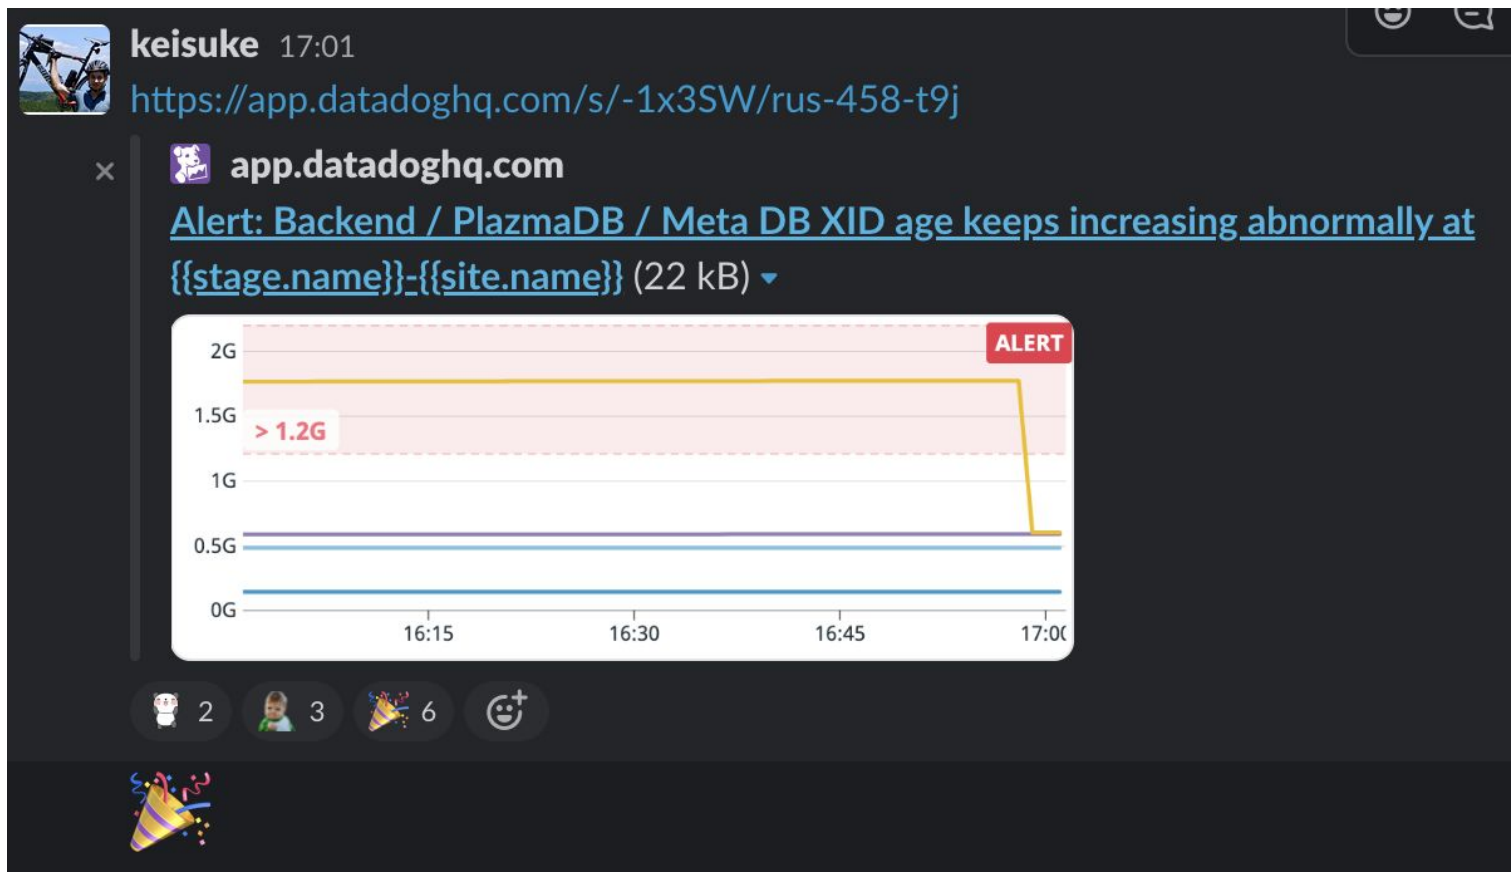 keisuke 17:01
https://app.datadoghq.com/s/-1x3SW/rus-458-t9j
app.datadoghq.com
Alert: Backend / PlazmaDB / Meta DB XID age keeps increasing abnormally at
{{stage.name}}-{{site.name}} (22 kB)
ALERT
2G
1.5G
> 1.2G
1G
0.5G
0G
16:15 16:30 16:45 17:00
2 3 6